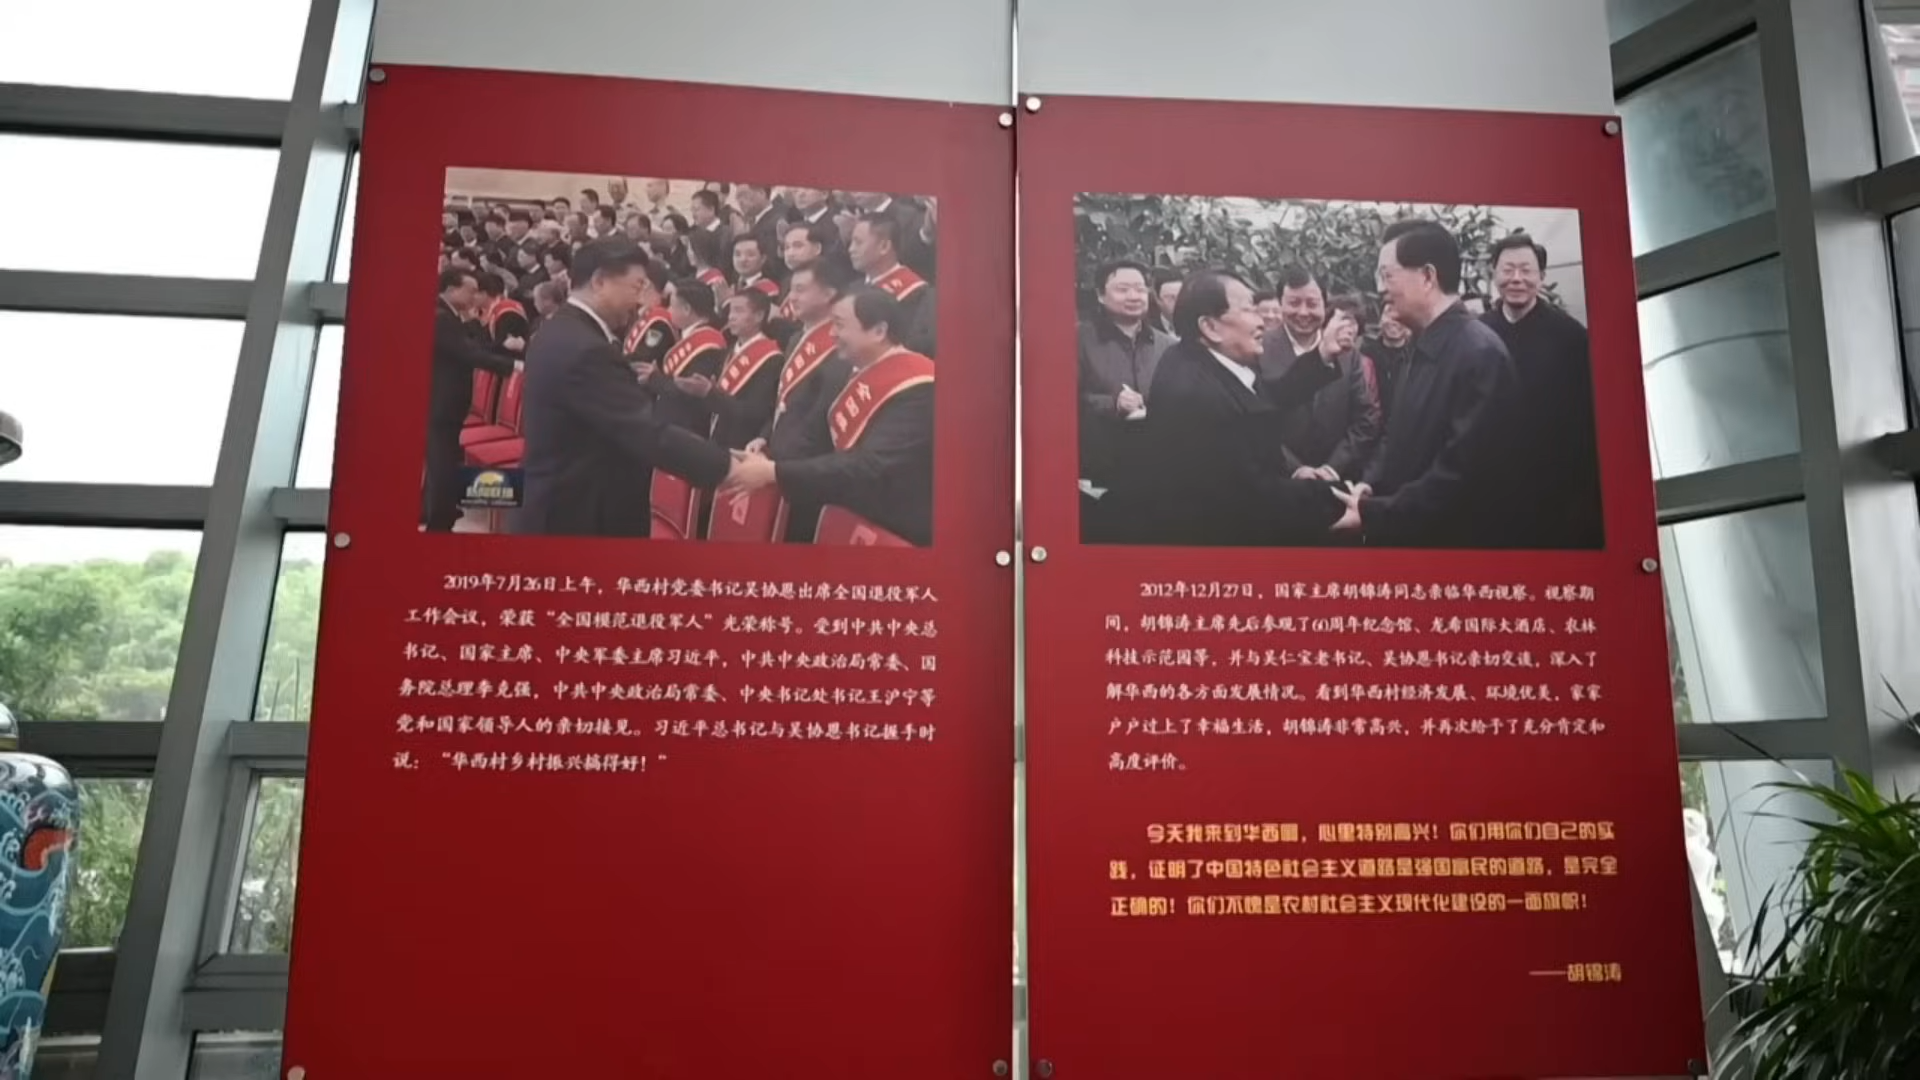 2019年7月26日上午，华西村党委书记吴协恩出席全国退役军人
工作会议，荣获“全国模范退役军人”光荣称号。受到中共中央总
书记、国家主席、中央军委主席习近平，中共中央政治局常委、国
务院总理李克强，中共中央政治局常委、中央书记处书记王沪宁等
党和国家领导人的亲切接见。习近平总书记与吴协恩书记握手时
说：“华西村乡村振兴搞得好！”
2012年12月27日，国家主席胡锦涛同志亲临华西视察。视察期
间，胡锦涛主席先后参观了60周年纪念馆、龙希国际大酒店、农林
科技示范园等，并与吴仁宝老书记、吴协恩书记亲切交谈，深入了
解华西的各方面发展情况。看到华西村经济发展、环境优美，家家
户户过上了幸福生活，胡锦涛非常高兴，并再次给予了充分肯定和
高度评价。
今天我来到华西，心里特别高兴！你们用你们自己的实
践，证明了中国特色社会主义道路是强国富民的道路，是完全
正确的！你们不愧是农村社会主义现代化建设的一面旗帜！
——胡锦涛
新闻联播